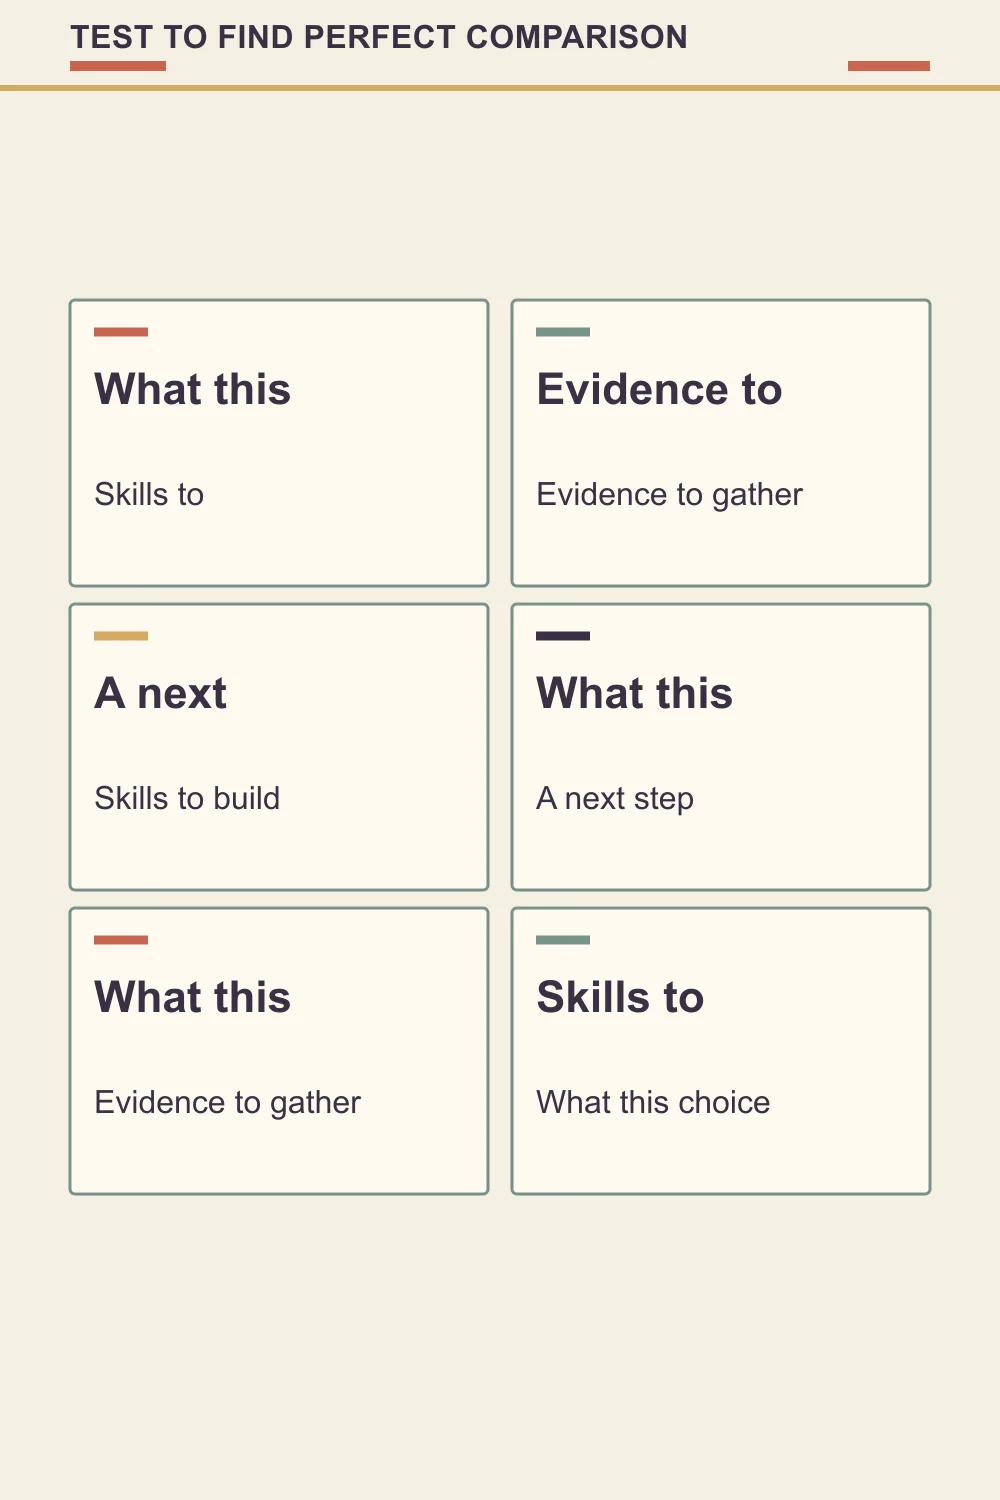 TEST TO FIND PERFECT COMPARISON
What this
Skills to
Evidence to
Evidence to gather
A next
Skills to build
What this
A next step
What this
Evidence to gather
Skills to
What this choice